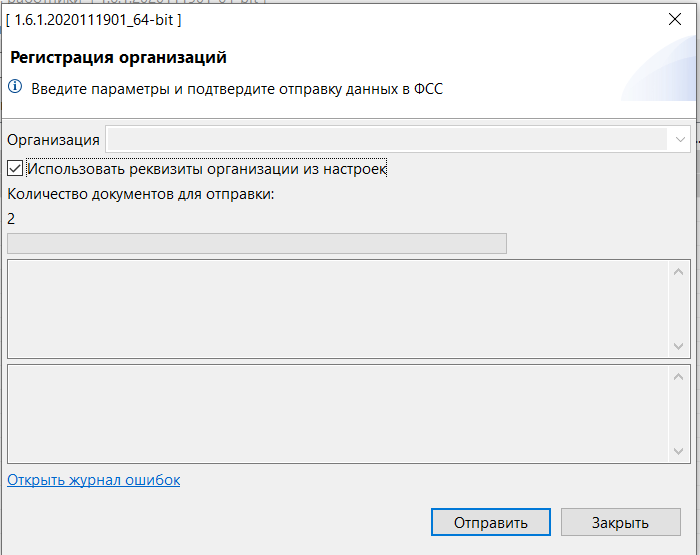 [ 1.6.1.2020111901_64-bit ]
Регистрация организаций
Введите параметры и подтвердите отправку данных в ФСС
Организация
Использовать реквизиты организации из настроек
Количество документов для отправки:
2
Открыть журнал ошибок
Отправить
Закрыть